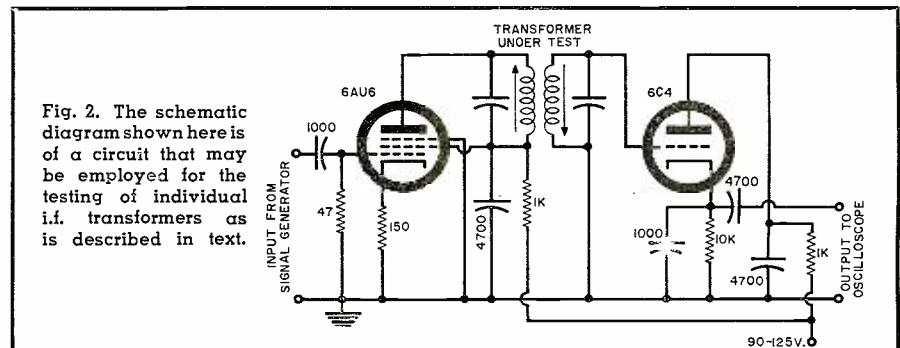 Fig. 2. The schematic
diagram shown here is
of a circuit that may
be employed for the
testing of individual
i.f. transformers as
is described in text.
TRANSFORMER
UNDER TEST
6AU6
6C4
1000
INPUT FROM
SIGNAL GENERATOR
47
150
4700
1K
1000
10K
4700
4700
1K
OUTPUT TO
OSCILLOSCOPE
90-125V.